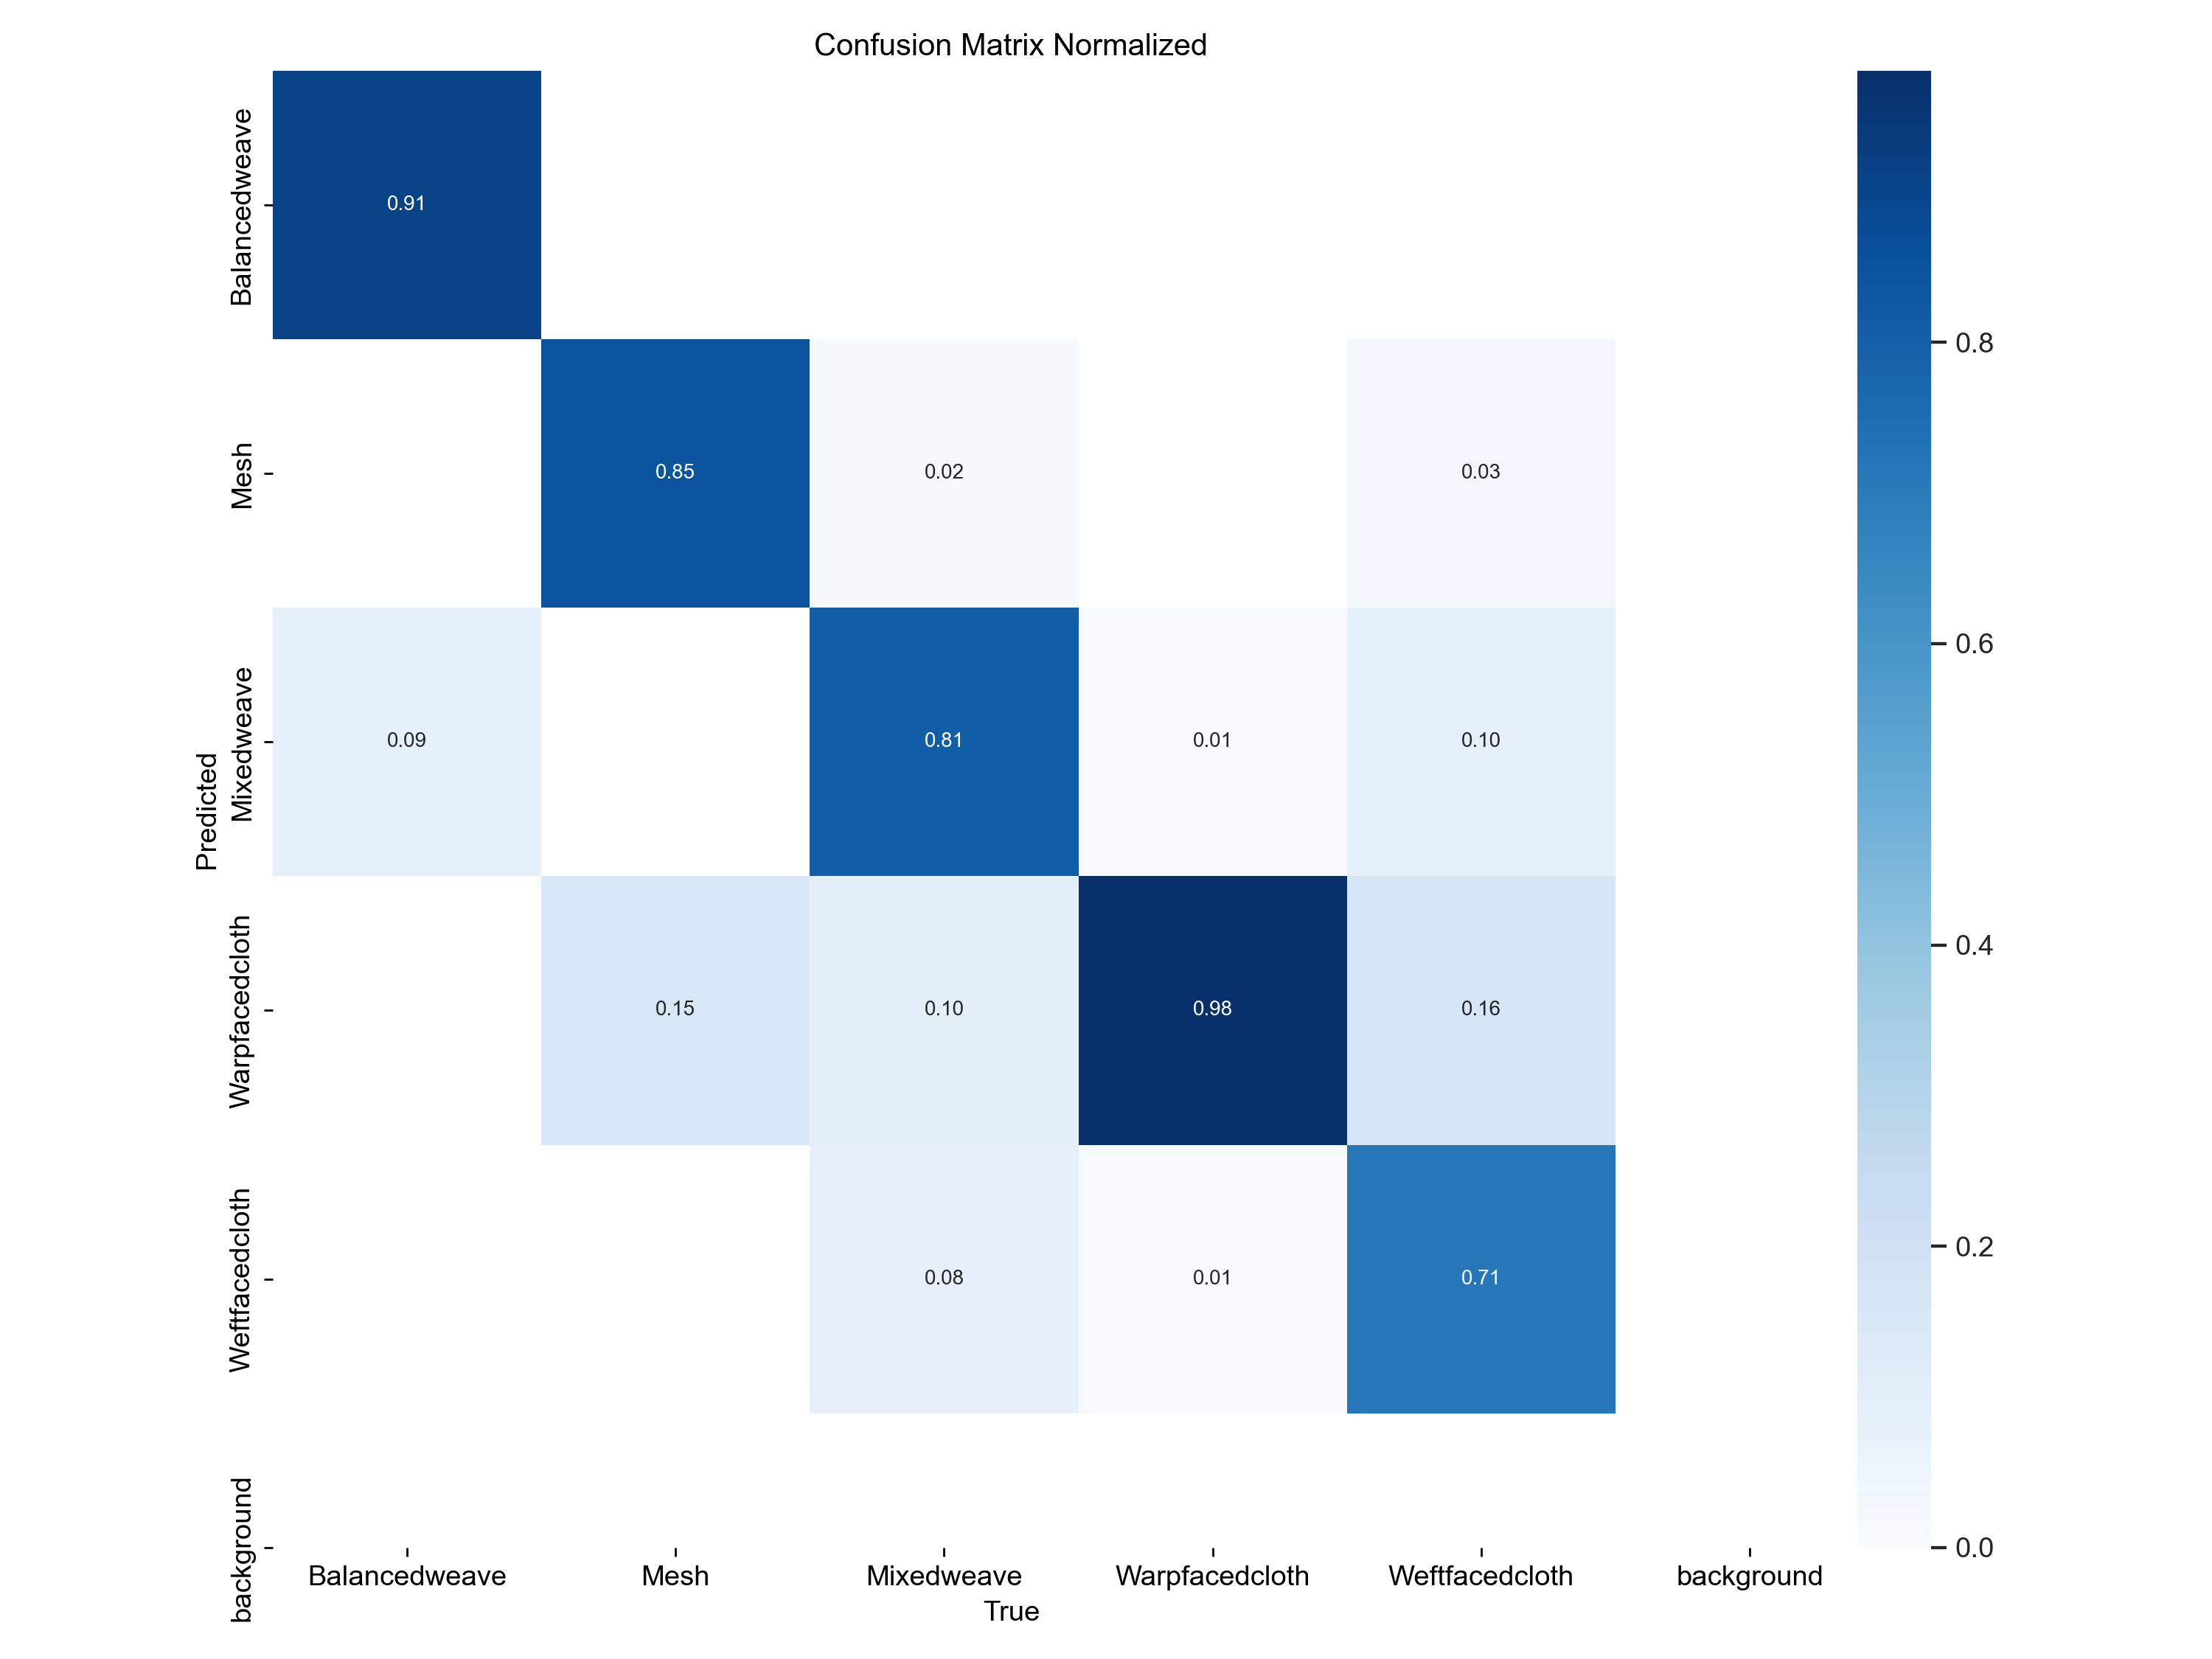 Confusion Matrix Normalized
Predicted
Balancedweave
0.91
Mesh
0.85 0.02 0.03
Mixedweave
0.09 0.81 0.01 0.10
Warpfacedcloth
0.15 0.10 0.98 0.16
Weftfacedcloth
0.08 0.01 0.71
background
Balancedweave Mesh Mixedweave Warpfacedcloth Weftfacedcloth background
True
0.8
0.6
0.4
0.2
0.0